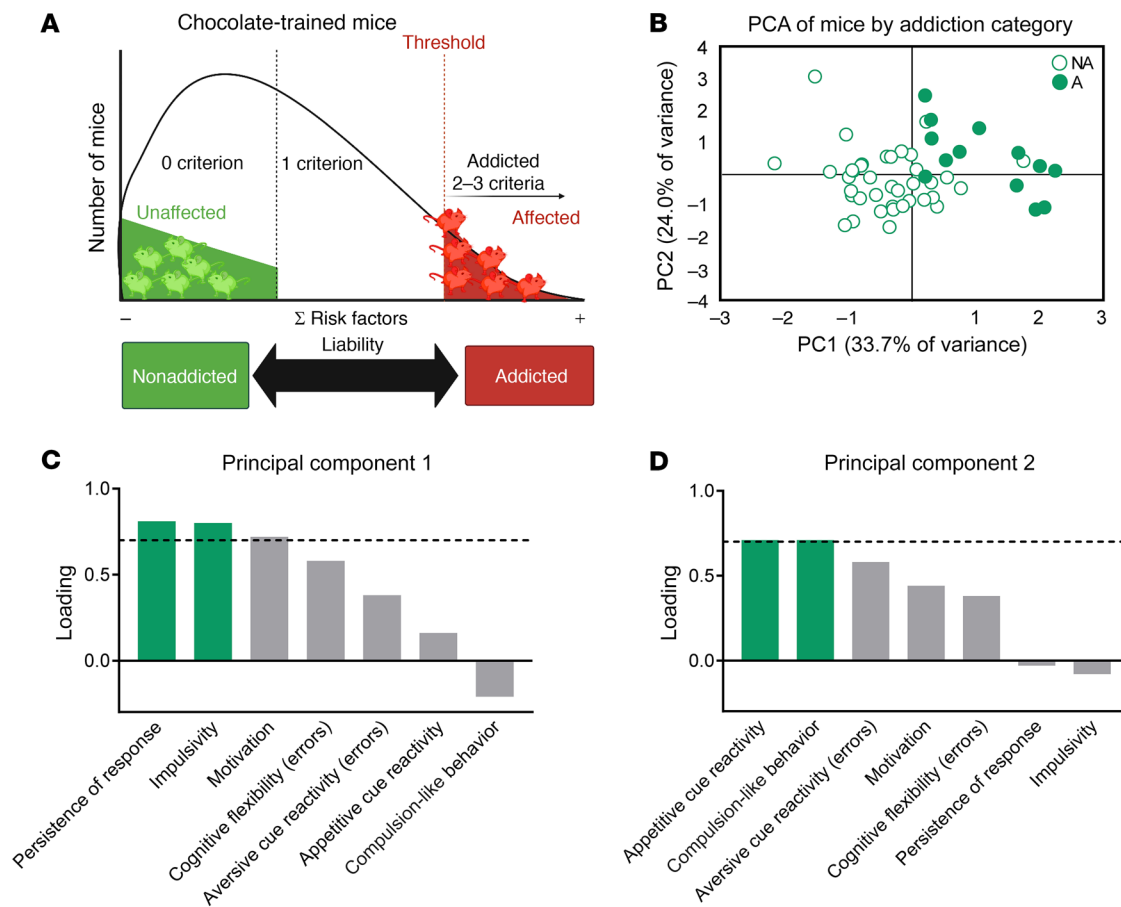 A
Chocolate-trained mice
Threshold
Number of mice
0 criterion
1 criterion
Addicted
2–3 criteria
Unaffected
Affected
–
Σ Risk factors
+
Liability
Nonaddicted
Addicted
B
PCA of mice by addiction category
NA
A
PC2 (24.0% of variance)
4
3
2
1
–1
–2
–3
–4
–3
–2
–1
1
2
3
PC1 (33.7% of variance)
C
Principal component 1
Loading
1.0
0.5
0.0
Persistence of response
Impulsivity
Motivation
Cognitive flexibility (errors)
Aversive cue reactivity (errors)
Appetitive cue reactivity
Compulsion-like behavior
D
Principal component 2
Loading
1.0
0.5
0.0
Appetitive cue reactivity
Compulsion-like behavior
Aversive cue reactivity (errors)
Motivation
Cognitive flexibility (errors)
Persistence of response
Impulsivity